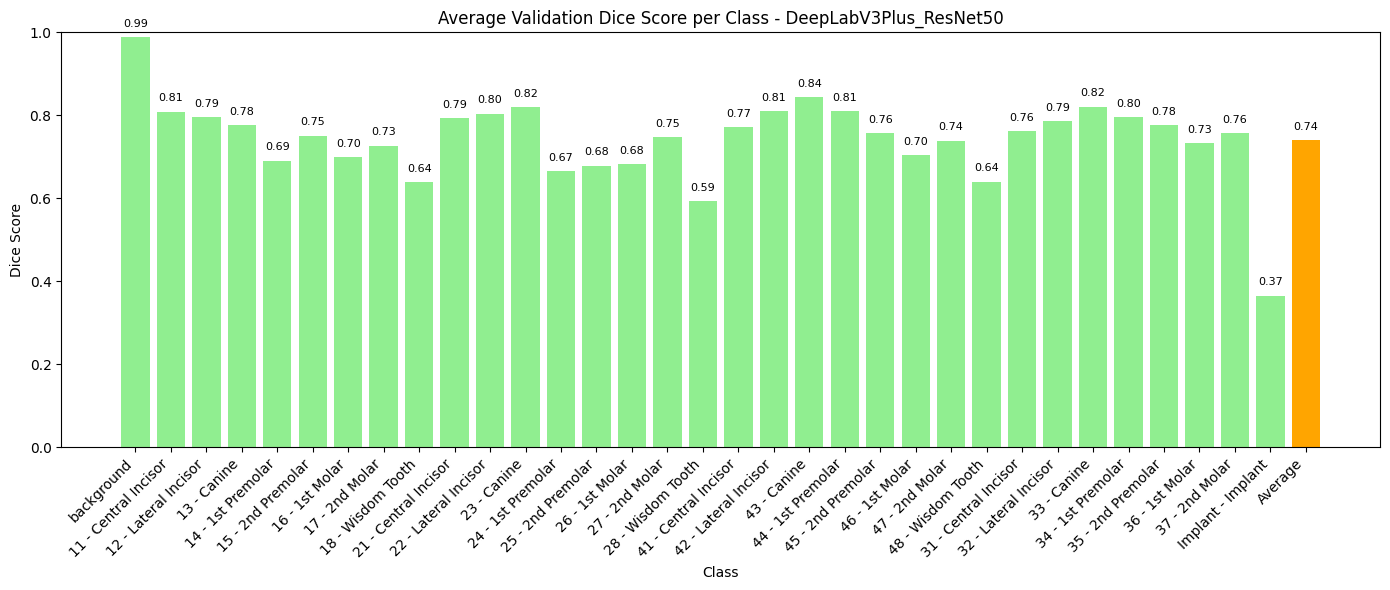 Average Validation Dice Score per Class - DeepLabV3Plus_ResNet50
Dice Score
1.0
0.8
0.6
0.4
0.2
0.0
0.99
0.81
0.79
0.78
0.69
0.75
0.70
0.73
0.64
0.79
0.80
0.82
0.67
0.68
0.68
0.75
0.59
0.77
0.81
0.84
0.81
0.76
0.70
0.74
0.64
0.76
0.79
0.82
0.80
0.78
0.73
0.76
0.37
0.74
background
11 - Central Incisor
12 - Lateral Incisor
13 - Canine
14 - 1st Premolar
15 - 2nd Premolar
16 - 1st Molar
17 - 2nd Molar
18 - Wisdom Tooth
21 - Central Incisor
22 - Lateral Incisor
23 - Canine
24 - 1st Premolar
25 - 2nd Premolar
26 - 1st Molar
27 - 2nd Molar
28 - Wisdom Tooth
41 - Central Incisor
42 - Lateral Incisor
43 - Canine
44 - 1st Premolar
45 - 2nd Premolar
46 - 1st Molar
47 - 2nd Molar
48 - Wisdom Tooth
31 - Central Incisor
32 - Lateral Incisor
33 - Canine
34 - 1st Premolar
35 - 2nd Premolar
36 - 1st Molar
37 - 2nd Molar
Implant - Implant
Average
Class